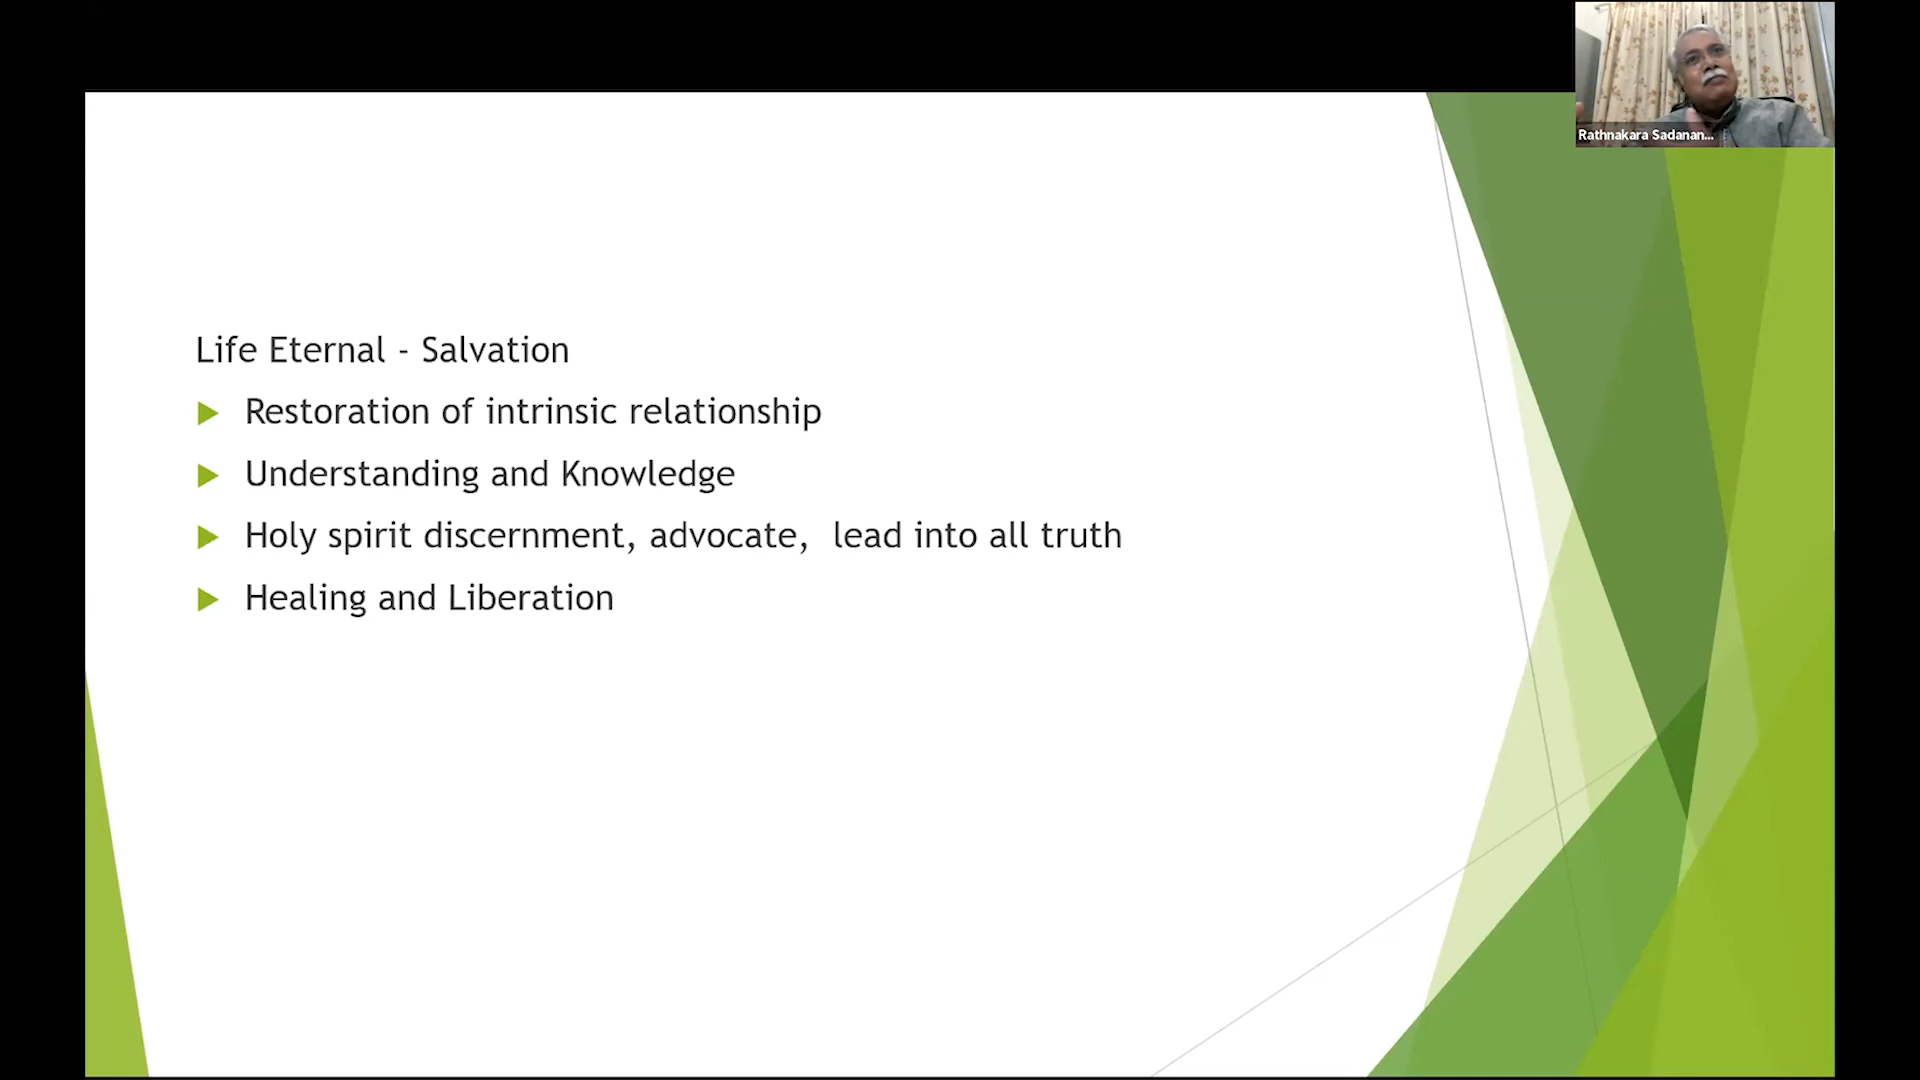 Rathnakara Sadanan...
Life Eternal - Salvation
Restoration of intrinsic relationship
Understanding and Knowledge
Holy spirit discernment, advocate,  lead into all truth
Healing and Liberation